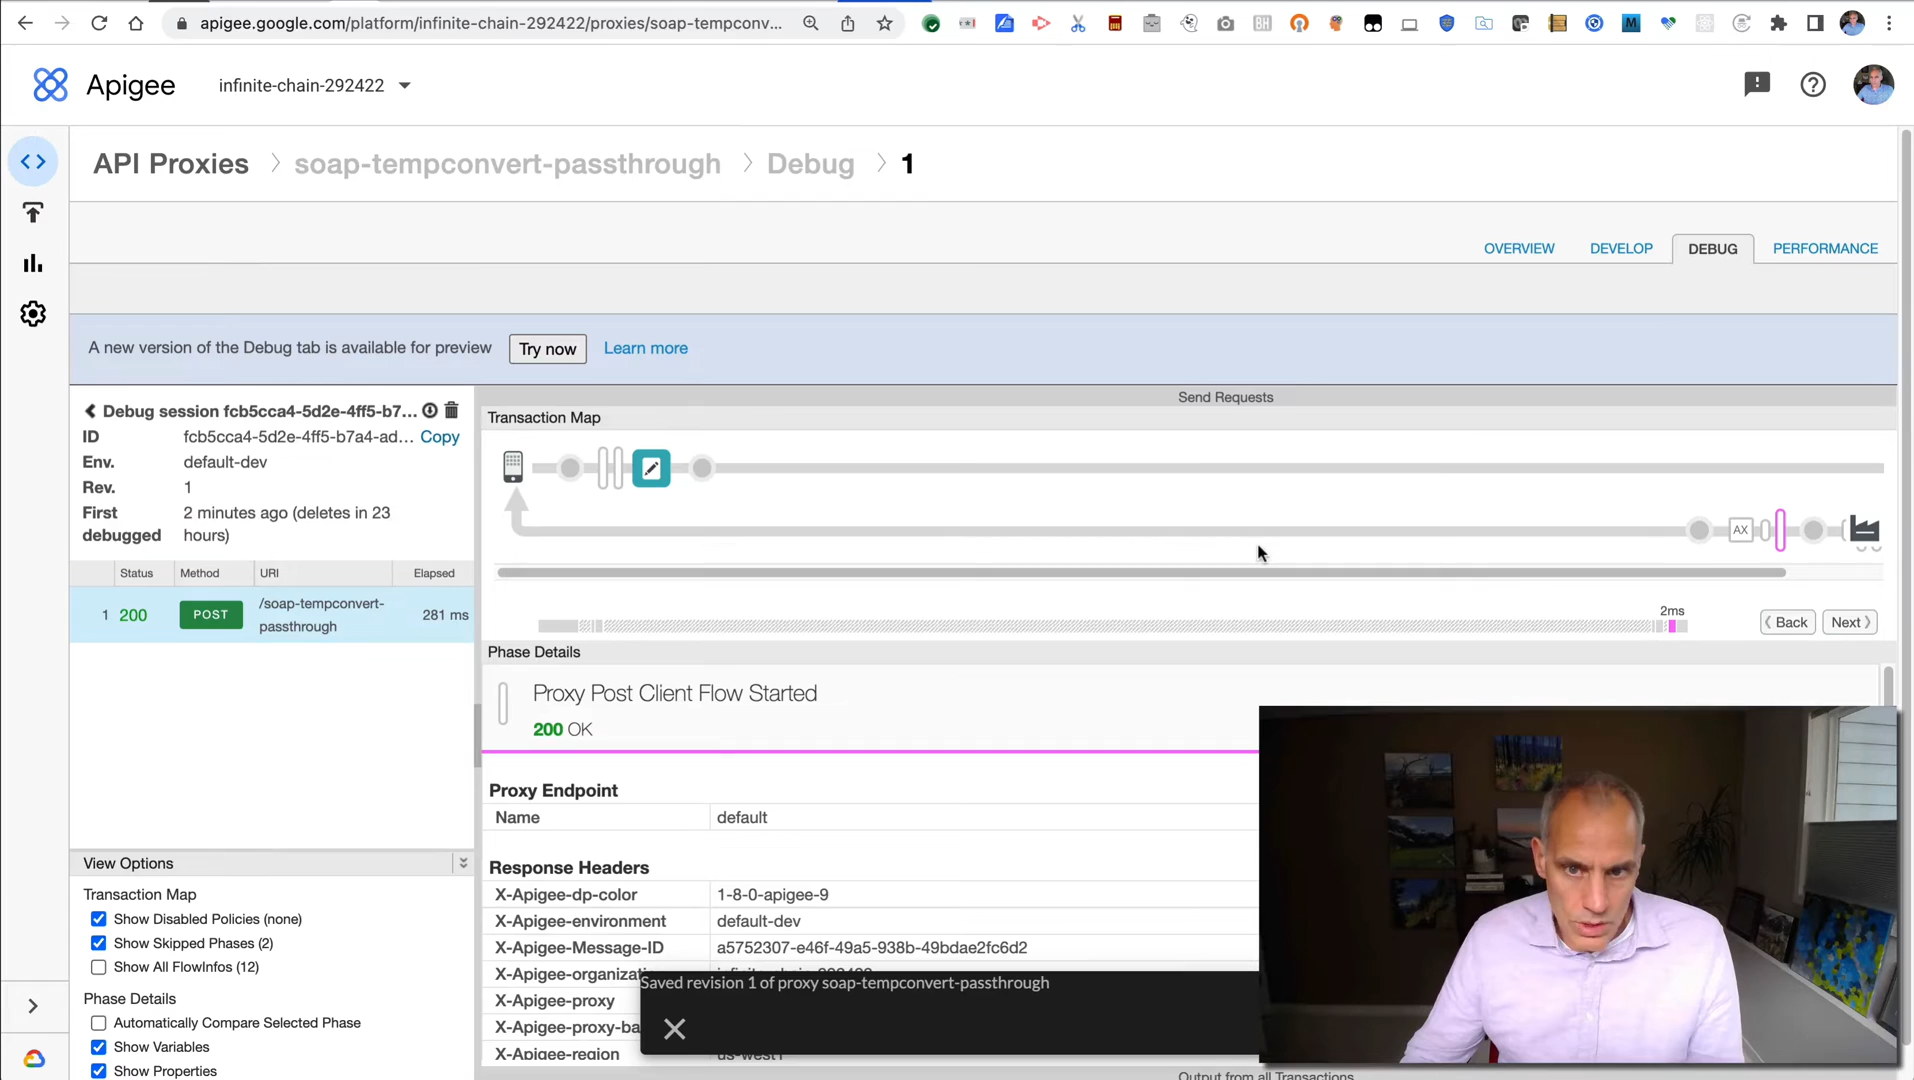 apigee.google.com/platform/infinite-chain-292422/proxies/soap-tempconv...
Apigee
infinite-chain-292422
API Proxies
soap-tempconvert-passthrough
Debug
1
OVERVIEW
DEVELOP
DEBUG
PERFORMANCE
A new version of the Debug tab is available for preview
Try now
Learn more
Debug session fcb5cca4-5d2e-4ff5-b7...
ID fcb5cca4-5d2e-4ff5-b7a4-ad... Copy
Env. default-dev
Rev. 1
First 2 minutes ago (deletes in 23
debugged hours)
Status Method URI Elapsed
1 200 POST /soap-tempconvert- 281 ms
passthrough
Send Requests
Transaction Map
AX
2ms
Back
Next
Phase Details
Proxy Post Client Flow Started
200 OK
Proxy Endpoint
Name default
Response Headers
X-Apigee-dp-color 1-8-0-apigee-9
X-Apigee-environment default-dev
X-Apigee-Message-ID a5752307-e46f-49a5-938b-49bdae2fc6d2
X-Apigee-organizati
X-Apigee-proxy
X-Apigee-proxy-ba
X-Apigee-region us-west1
Saved revision 1 of proxy soap-tempconvert-passthrough
View Options
Transaction Map
Show Disabled Policies (none)
Show Skipped Phases (2)
Show All FlowInfos (12)
Phase Details
Automatically Compare Selected Phase
Show Variables
Show Properties
Output from all Transactions